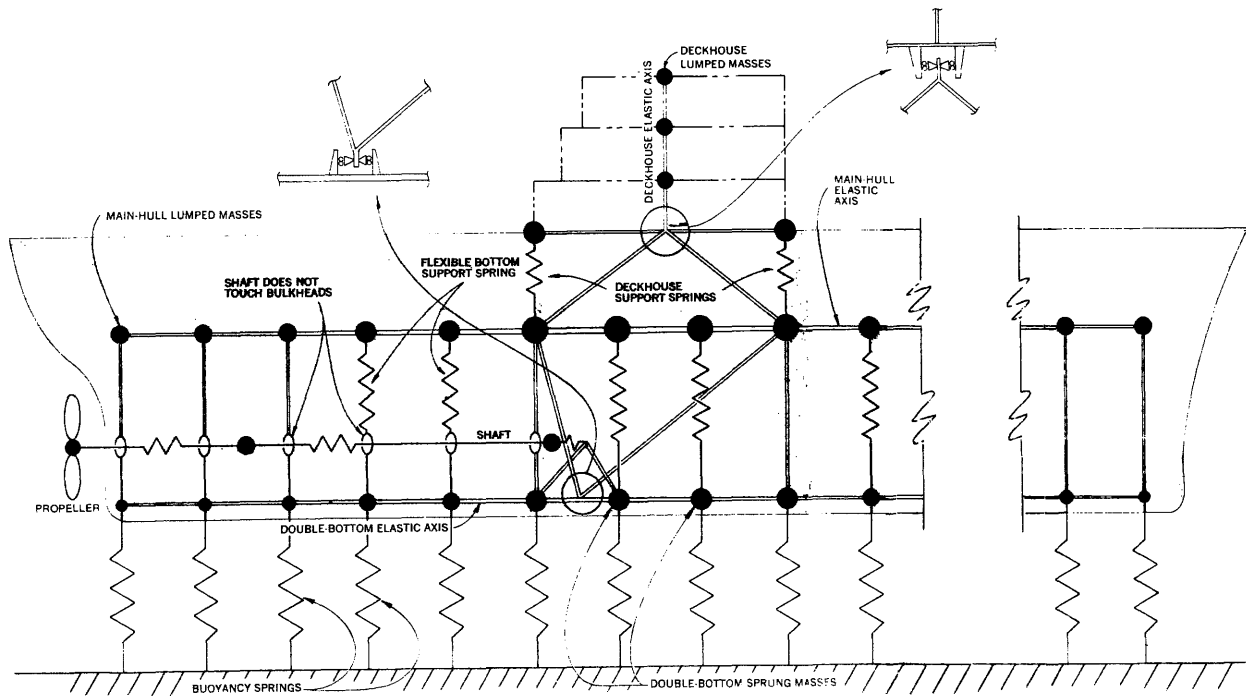 DECKHOUSE
LUMPED MASSES
DECKHOUSE ELASTIC AXIS
MAIN-HULL
ELASTIC
AXIS
MAIN-HULL LUMPED MASSES
SHAFT DOES NOT
TOUCH BULKHEADS
FLEXIBLE BOTTOM
SUPPORT SPRING
DECKHOUSE
SUPPORT SPRINGS
SHAFT
PROPELLER
DOUBLE-BOTTOM ELASTIC AXIS
BUOYANCY SPRINGS
DOUBLE-BOTTOM SPRUNG MASSES